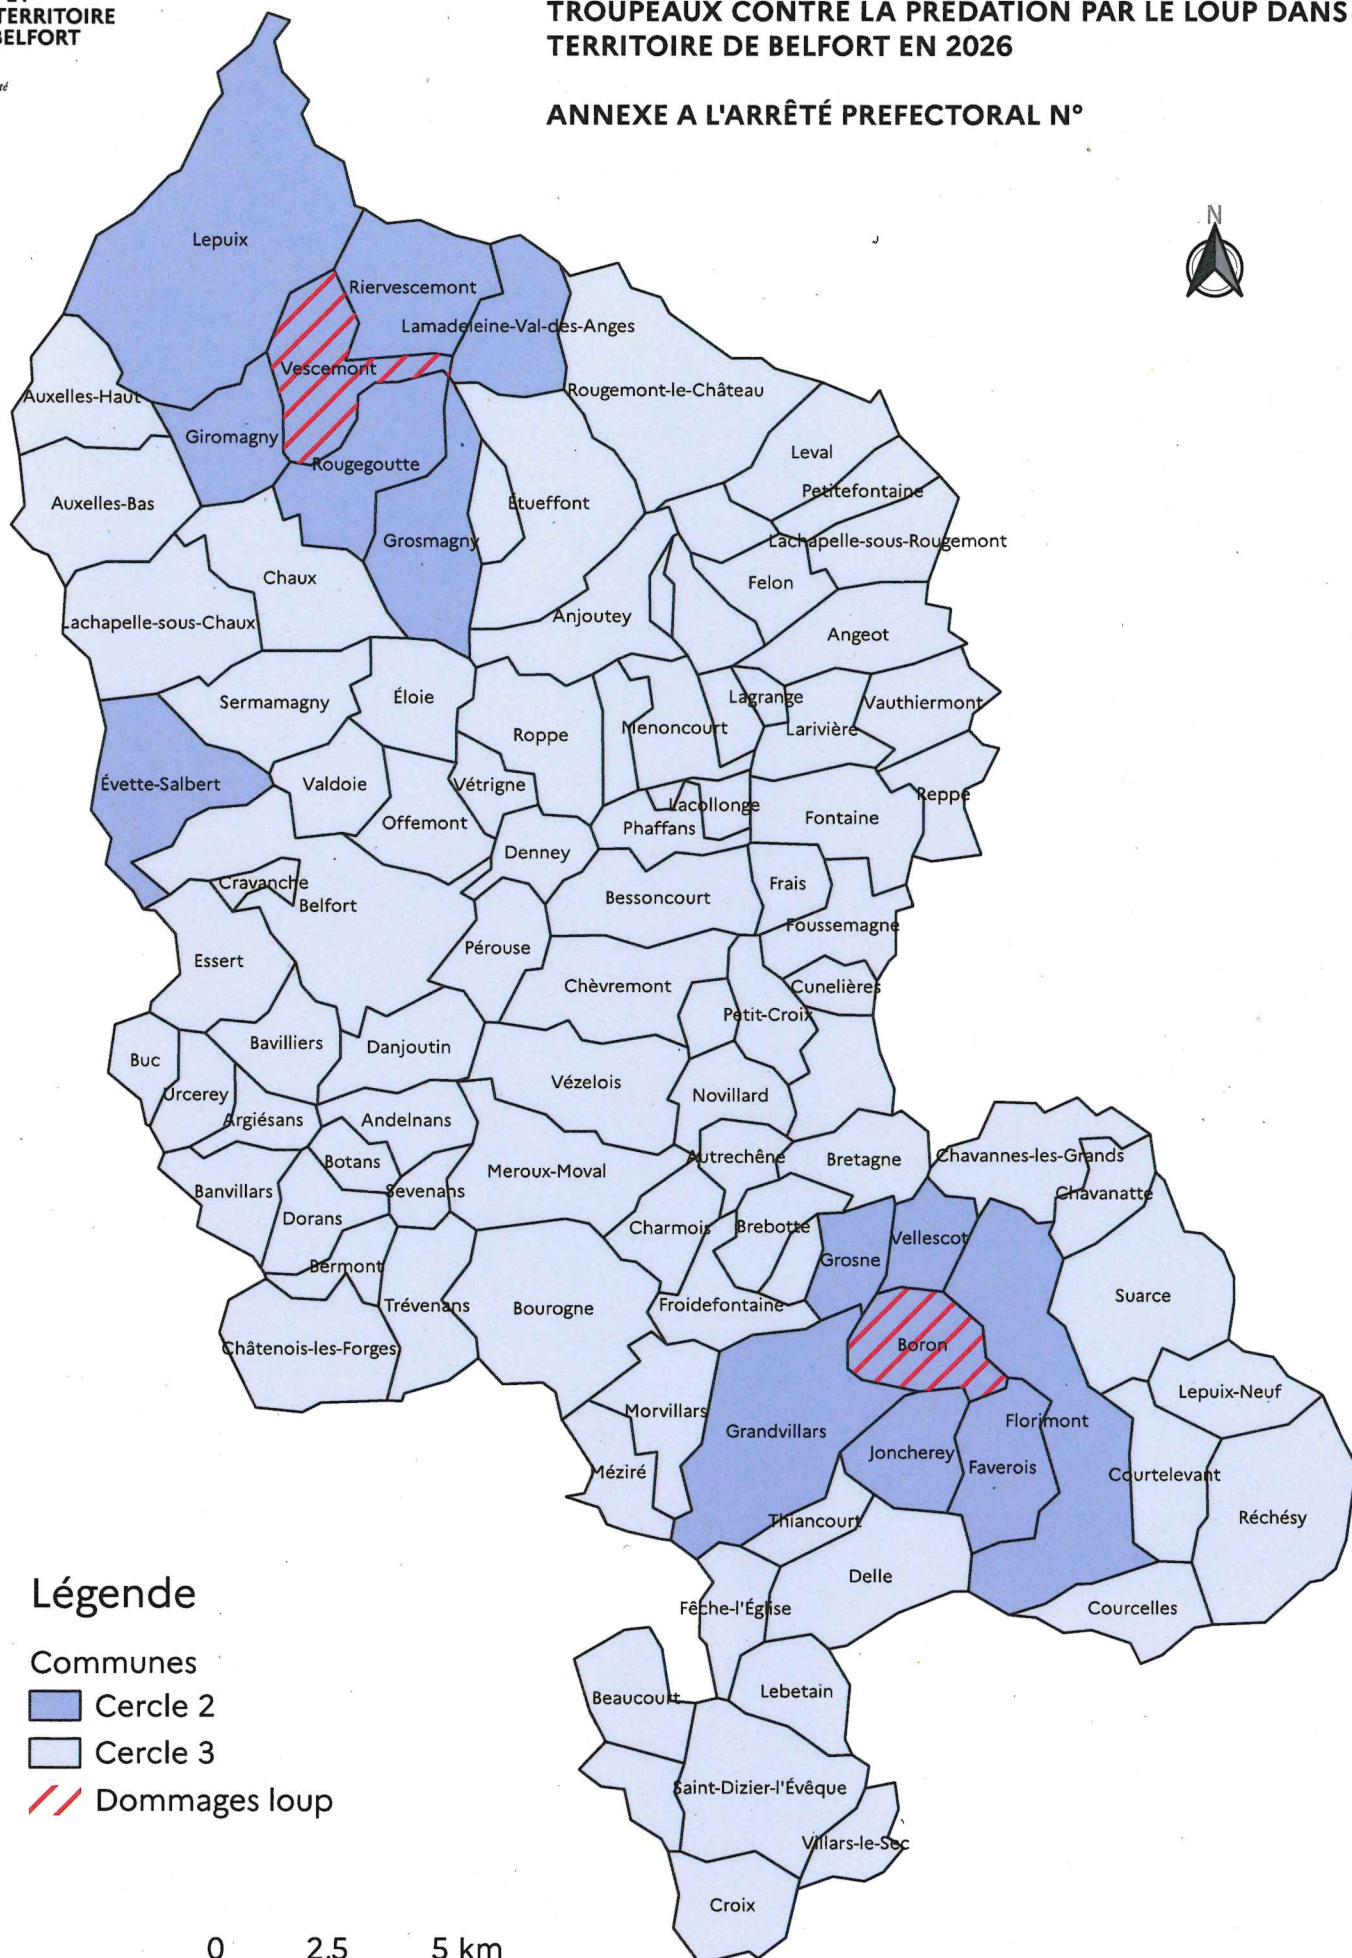 TERRITOIRE
BELFORT
té
TROUPEAUX CONTRE LA PREDATION PAR LE LOUP DANS
TERRITOIRE DE BELFORT EN 2026
ANNEXE A L'ARRÊTÉ PREFECTORAL N°
N
Lepuix
Riervescemont
Lamadeleine-Val-des-Anges
Vescemont
Rougemont-le-Château
Auxelles-Haut
Giromagny
Leval
Rougegoutte
Petitefontaine
Auxelles-Bas
Étueffont
Grosmagny
Lachapelle-sous-Rougemont
Chaux
Felon
Anjoutey
Lachapelle-sous-Chaux
Angeot
Sermamagny
Éloie
Lagrange
Vauthiermont
Menoncourt
Larivière
Roppe
Évette-Salbert
Valdoie
Vétrigne
Reppe
Lacollonge
Offemont
Phaffans
Fontaine
Denney
Cravanche
Frais
Bessoncourt
Belfort
Foussemagne
Pérouse
Essert
Chèvremont
Cunelières
Petit-Croix
Bavilliers
Danjoutin
Buc
Vézelois
Urcerey
Novillard
Argiésans
Andelnans
Autrechêne
Bretagne
Chavannes-les-Grands
Botans
Meroux-Moval
Banvillars
Sevenans
Chavanatte
Dorans
Charmois
Brebotte
Vellescot
Grosne
Bermont
Suarce
Trévenans
Bourogne
Froidefontaine
Boron
Châtenois-les-Forges
Lepuix-Neuf
Morvillars
Florimont
Grandvillars
Joncherey
Faverois
Méziré
Courtelevant
Réchésy
Thiancourt
Delle
Fêche-l'Église
Courcelles
Beaucourt
Lebetain
Saint-Dizier-l'Évêque
Villars-le-Sec
Croix
Légende
Communes
Cercle 2
Cercle 3
Dommages loup
0 2,5 5 km